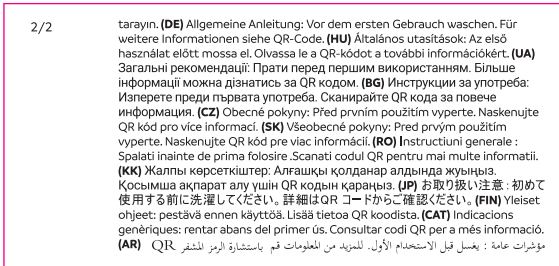 2/2
tarayın. (DE) Allgemeine Anleitung: Vor dem ersten Gebrauch waschen. Für
weitere Informationen siehe QR-Code. (HU) Általános utasítások: Az első
használat előtt mossa el. Olvassa le a QR-kódot a további információkért. (UA)
Загальні рекомендації: Прати перед першим використанням. Більше
інформації можна дізнатись за QR кодом. (BG) Инструкции за употреба:
Изперете преди първата употреба. Сканирайте QR кода за повече
информация. (CZ) Obecné pokyny: Před prvním použitím vyperte. Naskenujte
QR kód pro více informací. (SK) Všeobecné pokyny: Pred prvým použitím
vyperte. Naskenujte QR kód pre viac informácií. (RO) Instructiuni generale :
Spalati inainte de prima folosire .Scanati codul QR pentru mai multe informatii.
(KK) Жалпы көрсеткіштер: Алғашқы қолданар алдында жуыңыз.
Қосымша ақпарат алу үшін QR кодын қараңыз. (JP) お取り扱い注意 : 初めて
使用する前に洗濯してください。詳細はQR コードからご確認ください。(FIN) Yleiset
ohjeet: pestävä ennen käyttöä. Lisää tietoa QR koodista. (CAT) Indicacions
genèriques: rentar abans del primer ús. Consultar codi QR per a més informació.
(AR) مؤشرات عامة : يغسل قبل الاستخدام الأول. للمزيد من المعلومات قم باستشارة الرمز المشفر QR